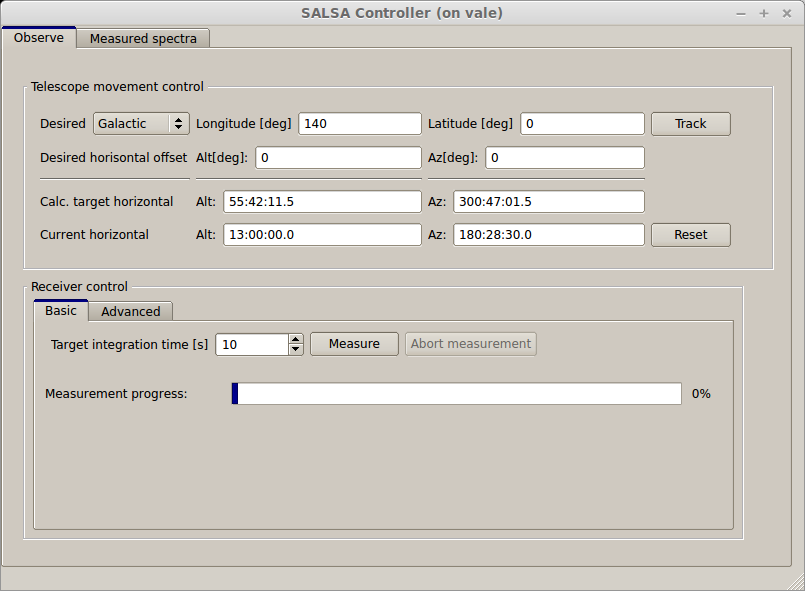 SALSA Controller (on vale)
Observe Measured spectra
Telescope movement control
Desired Galactic Longitude [deg] 140 Latitude [deg] 0 Track
Desired horisontal offset Alt[deg]: 0 Az[deg]: 0
Calc. target horizontal Alt: 55:42:11.5 Az: 300:47:01.5
Current horizontal Alt: 13:00:00.0 Az: 180:28:30.0 Reset
Receiver control
Basic Advanced
Target integration time [s] 10 Measure Abort measurement
Measurement progress: 0%